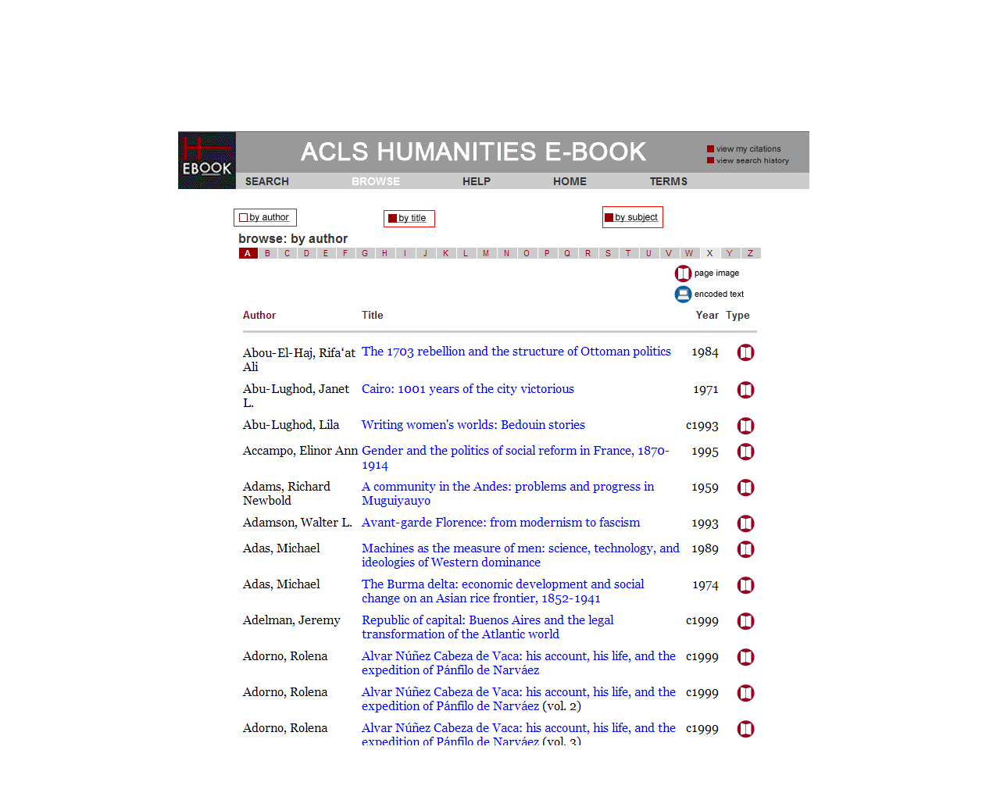 EBOOK
ACLS HUMANITIES E-BOOK
view my citations
view search history
SEARCH BROWSE HELP HOME TERMS
by author by title by subject
browse: by author
A B C D E F G H I J K L M N O P Q R S T U V W X Y Z
page image
encoded text
Author Title Year Type
Abou-El-Haj, Rifaʻat The 1703 rebellion and the structure of Ottoman politics 1984
Ali
Abu-Lughod, Janet Cairo: 1001 years of the city victorious 1971
L.
Abu-Lughod, Lila Writing women's worlds: Bedouin stories c1993
Accampo, Elinor Ann Gender and the politics of social reform in France, 1870- 1995
1914
Adams, Richard A community in the Andes: problems and progress in 1959
Newbold Muguiyauyo
Adamson, Walter L. Avant-garde Florence: from modernism to fascism 1993
Adas, Michael Machines as the measure of men: science, technology, and 1989
ideologies of Western dominance
Adas, Michael The Burma delta: economic development and social 1974
change on an Asian rice frontier, 1852-1941
Adelman, Jeremy Republic of capital: Buenos Aires and the legal c1999
transformation of the Atlantic world
Adorno, Rolena Alvar Núñez Cabeza de Vaca: his account, his life, and the c1999
expedition of Pánfilo de Narváez
Adorno, Rolena Alvar Núñez Cabeza de Vaca: his account, his life, and the c1999
expedition of Pánfilo de Narváez (vol. 2)
Adorno, Rolena Alvar Núñez Cabeza de Vaca: his account, his life, and the c1999
expedition of Pánfilo de Narváez (vol. 3)